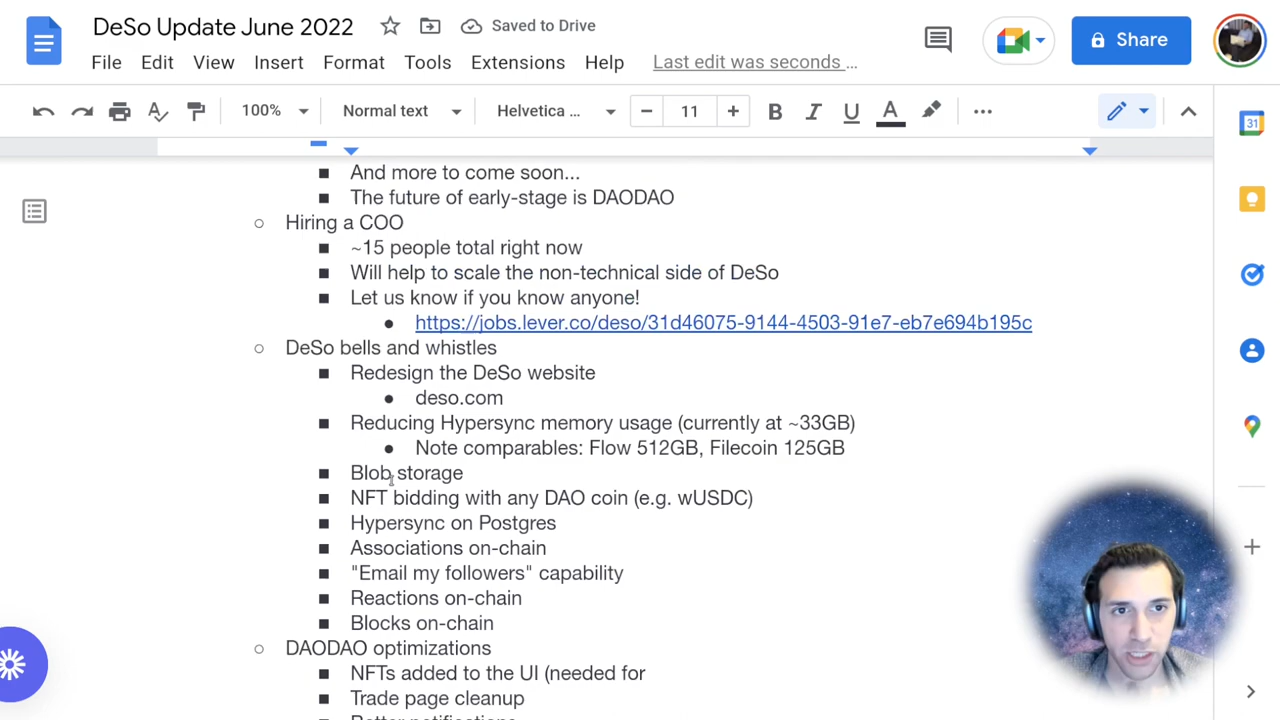 DeSo Update June 2022
Saved to Drive
File Edit View Insert Format Tools Extensions Help Last edit was seconds ...
Share
100% Normal text Helvetica ... 11 B I U A
31
And more to come soon...
The future of early-stage is DAODAO
Hiring a COO
~15 people total right now
Will help to scale the non-technical side of DeSo
Let us know if you know anyone!
https://jobs.lever.co/deso/31d46075-9144-4503-91e7-eb7e694b195c
DeSo bells and whistles
Redesign the DeSo website
deso.com
Reducing Hypersync memory usage (currently at ~33GB)
Note comparables: Flow 512GB, Filecoin 125GB
Blob storage
NFT bidding with any DAO coin (e.g. wUSDC)
Hypersync on Postgres
Associations on-chain
"Email my followers" capability
Reactions on-chain
Blocks on-chain
DAODAO optimizations
NFTs added to the UI (needed for
Trade page cleanup
Better notifications